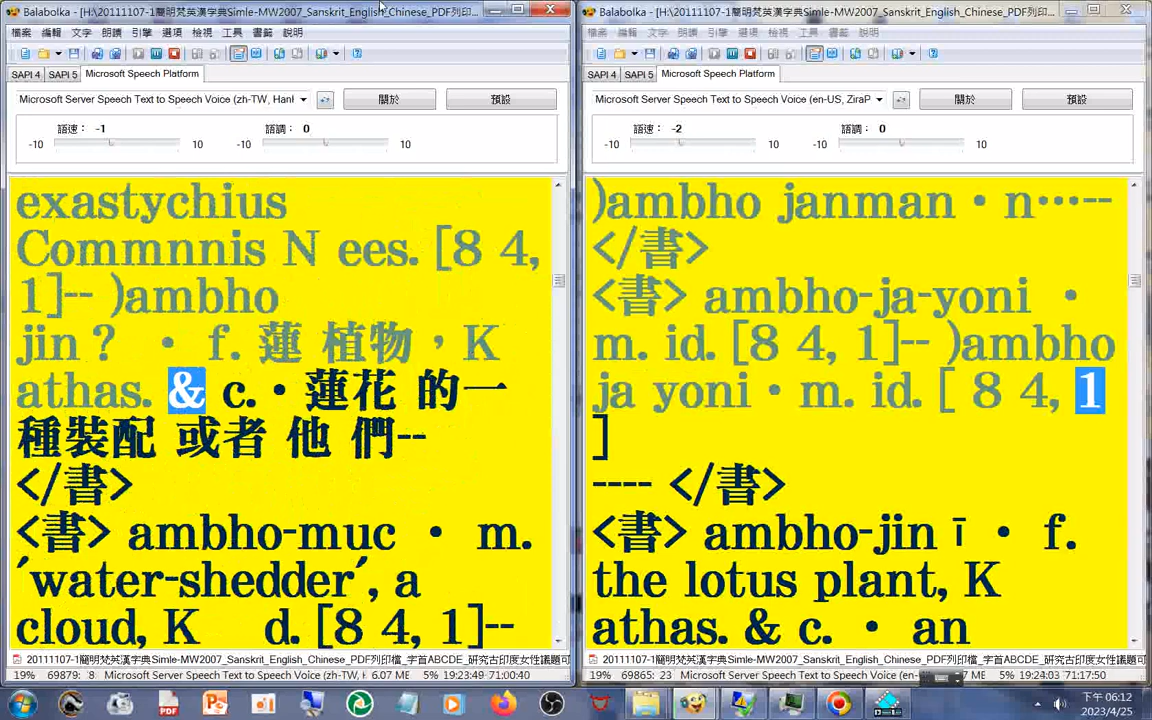 Balabolka - [H:\20111107-1簡明梵英漢字典Simle-MW2007_Sanskrit_English_Chinese_PDF列印...
檔案 編輯 文字 朗讀 引擎 選項 檢視 工具 書籤 說明
SAPI 4 SAPI 5 Microsoft Speech Platform
Microsoft Server Speech Text to Speech Voice (zh-TW, Hanl
關於 預設
語速： -1 語調： 0
-10 10 -10 10
exastychius
Commnnis N ees. [8 4,
1]-- )ambho
jin？ • f. 蓮 植物，K
athas. & c.•蓮花 的一
種裝配 或者 他 們--
</書>
<書> ambho-muc • m.
'water-shedder', a
cloud, K d. [8 4, 1]--
20111107-1簡明梵英漢字典Simle-MW2007_Sanskrit_English_Chinese_PDF列印檔_字首ABCDE_研究古印度女性議題可
19% 69879: '8 Microsoft Server Speech Text to Speech Voice (zh-TW, H 6.07 ME 5% 19:23:49:71:00:40
Balabolka - [H:\20111107-1簡明梵英漢字典Simle-MW2007_Sanskrit_English_Chinese_PDF列印...
檔案 編輯 文字 朗讀 引擎 選項 檢視 工具 書籤 說明
SAPI 4 SAPI 5 Microsoft Speech Platform
Microsoft Server Speech Text to Speech Voice (en-US, ZiraP
關於 預設
語速： -2 語調： 0
-10 10 -10 10
)ambho janman•n…--
</書>
<書> ambho-ja-yoni •
m. id. [8 4, 1]-- )ambho
ja yoni•m. id. [ 8 4, 1
]
---- </書>
<書> ambho-jin ī • f.
the lotus plant, K
athas. & c. • an
20111107-1簡明梵英漢字典Simle-MW2007_Sanskrit_English_Chinese_PDF列印檔_字首ABCDE_研究古印度女性議題可
19% 69865: 23 Microsoft Server Speech Text to Speech Voice (en-US, Z 6.07 ME 5% 19:24:03:71:17:50
下午 06:12
2023/4/25